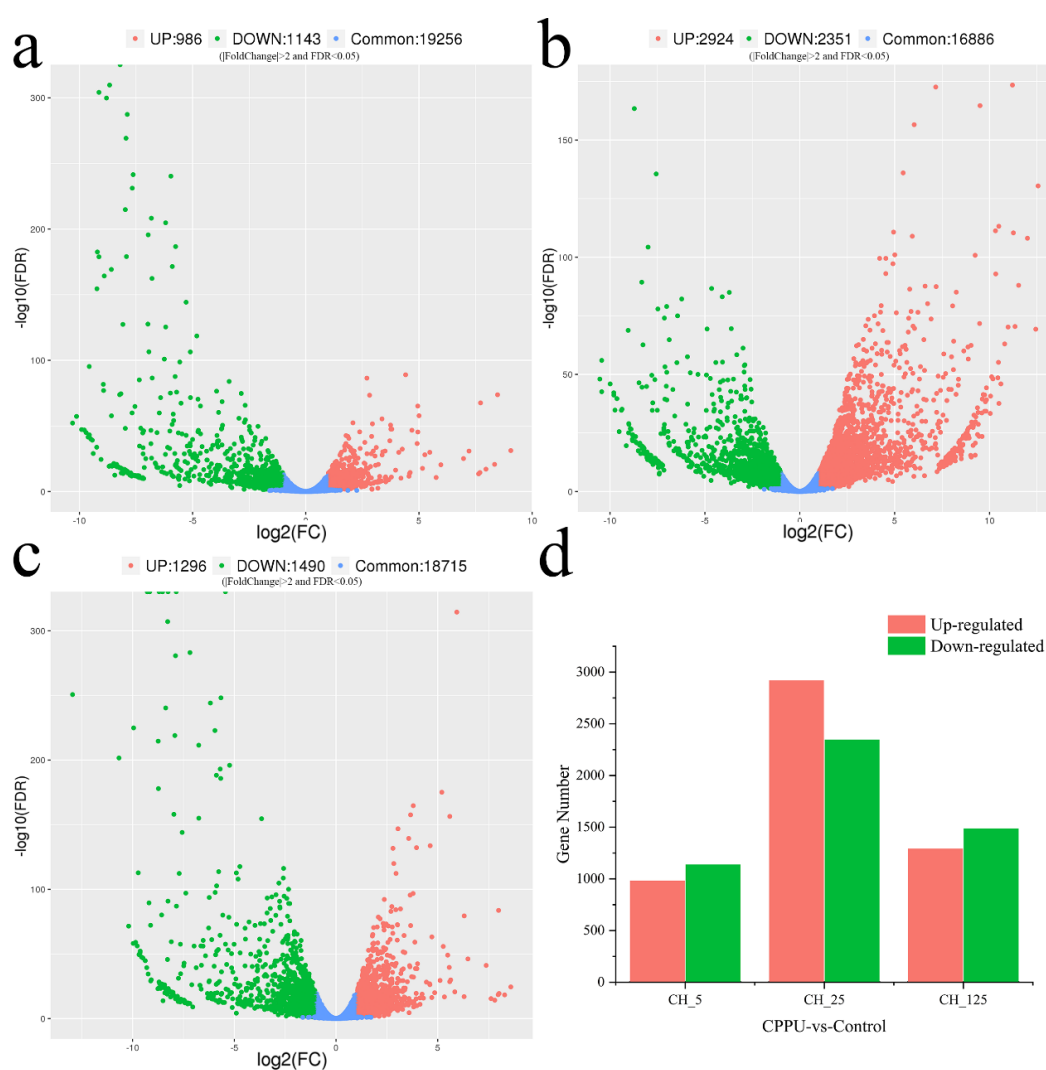 a
UP:986 DOWN:1143 Common:19256
(|FoldChange|>2 and FDR<0.05)
300
200
100
0
-log10(FDR)
-10 -5 0 5 10
log2(FC)
b
UP:2924 DOWN:2351 Common:16886
(|FoldChange|>2 and FDR<0.05)
150
100
50
0
-log10(FDR)
-10 -5 0 5 10
log2(FC)
c
UP:1296 DOWN:1490 Common:18715
(|FoldChange|>2 and FDR<0.05)
300
200
100
0
-log10(FDR)
-10 -5 0 5
log2(FC)
d
Up-regulated
Down-regulated
3000
2500
2000
1500
1000
500
0
Gene Number
CH_5 CH_25 CH_125
CPPU-vs-Control